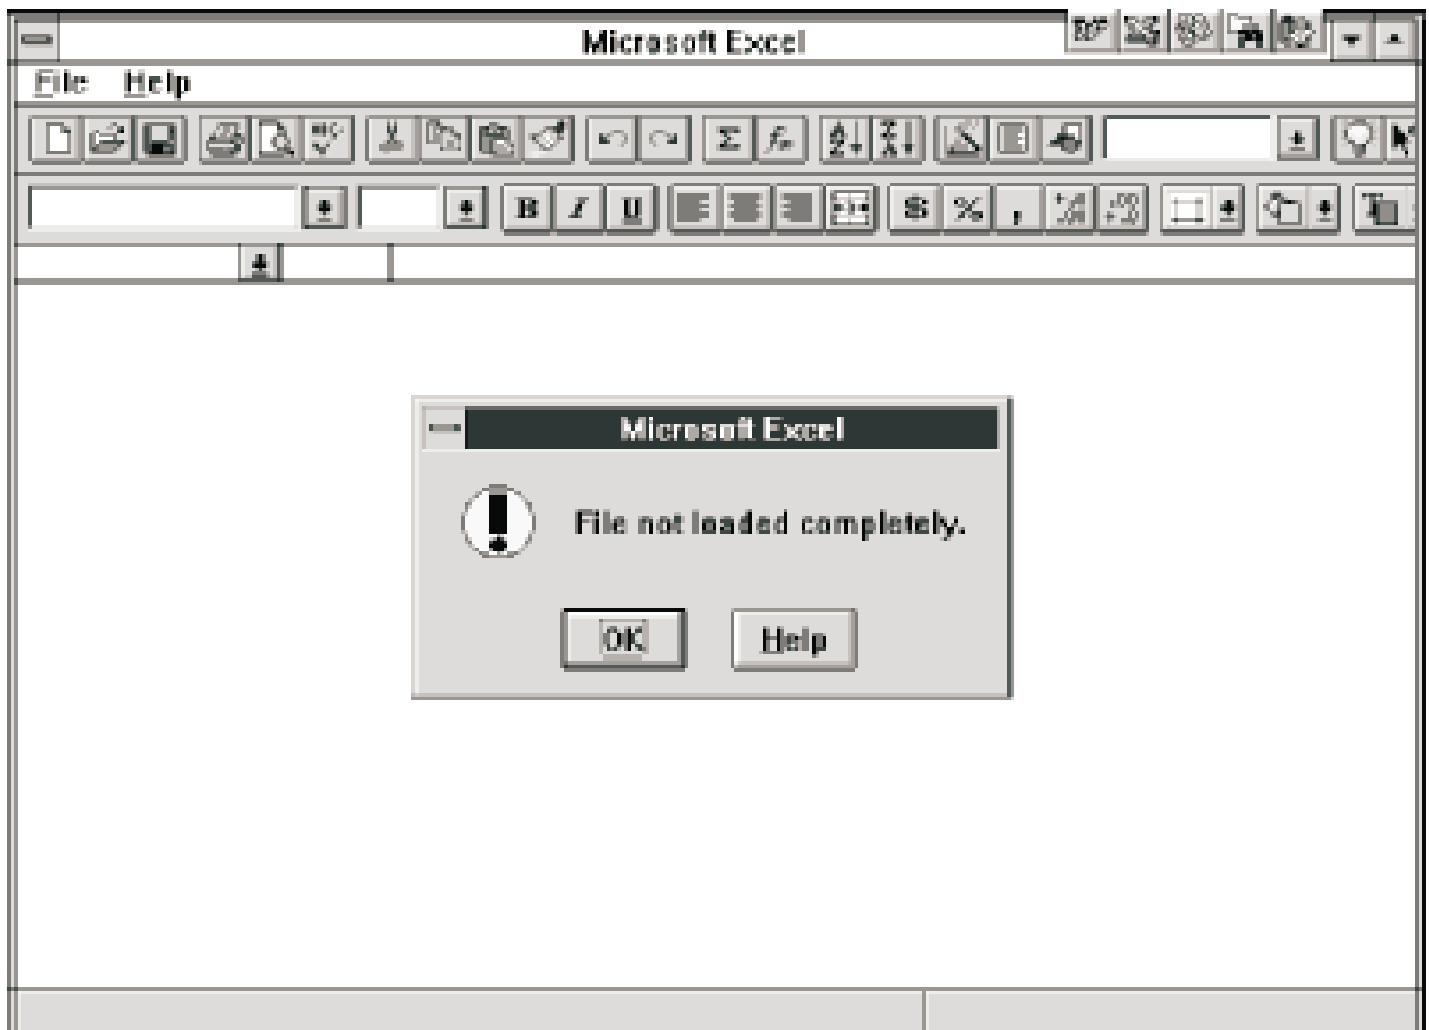 Microsoft Excel
File Help
B I U $ % ,
Microsoft Excel
File not loaded completely.
OK Help